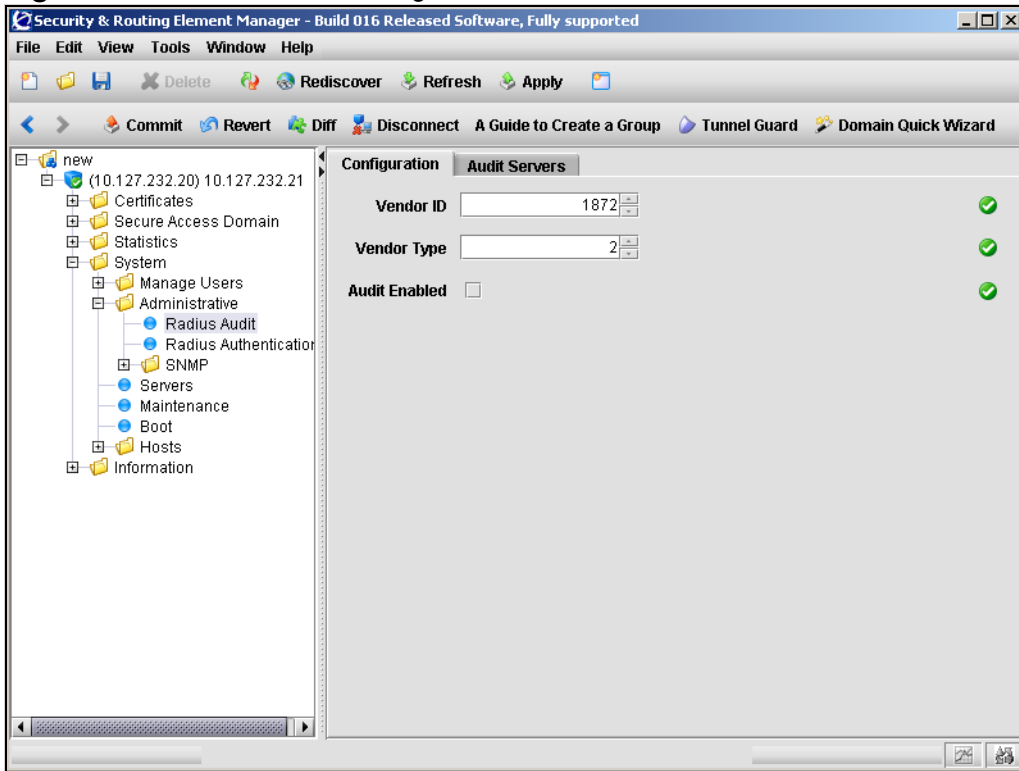 Security & Routing Element Manager - Build 016 Released Software, Fully supported
File Edit View Tools Window Help
Delete Rediscover Refresh Apply
Commit Revert Diff Disconnect A Guide to Create a Group Tunnel Guard Domain Quick Wizard
new
(10.127.232.20) 10.127.232.21
Certificates
Secure Access Domain
Statistics
System
Manage Users
Administrative
Radius Audit
Radius Authentication
SNMP
Servers
Maintenance
Boot
Hosts
Information
Configuration Audit Servers
Vendor ID 1872
Vendor Type 2
Audit Enabled